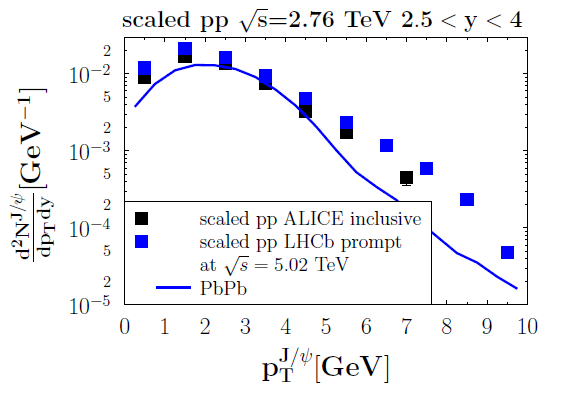 scaled pp √s=2.76 TeV 2.5 < y < 4
d²N^{J/ψ}/dp_T dy [GeV⁻¹]
2
10⁻²
5
2
10⁻³
5
2
10⁻⁴
5
2
10⁻⁵
scaled pp ALICE inclusive
scaled pp LHCb prompt
at √s = 5.02 TeV
PbPb
0 1 2 3 4 5 6 7 8 9 10
p_T^{J/ψ}[GeV]